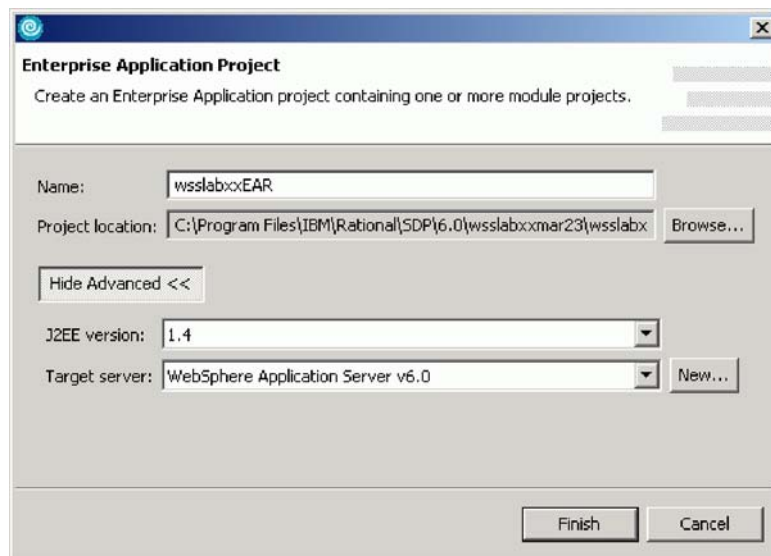 Enterprise Application Project
Create an Enterprise Application project containing one or more module projects.
Name: wsslabxxEAR
Project location: C:\Program Files\IBM\Rational\SDP\6.0\wsslabxxmar23\wsslabx Browse...
Hide Advanced <<
J2EE version: 1.4
Target server: WebSphere Application Server v6.0 New...
Finish Cancel